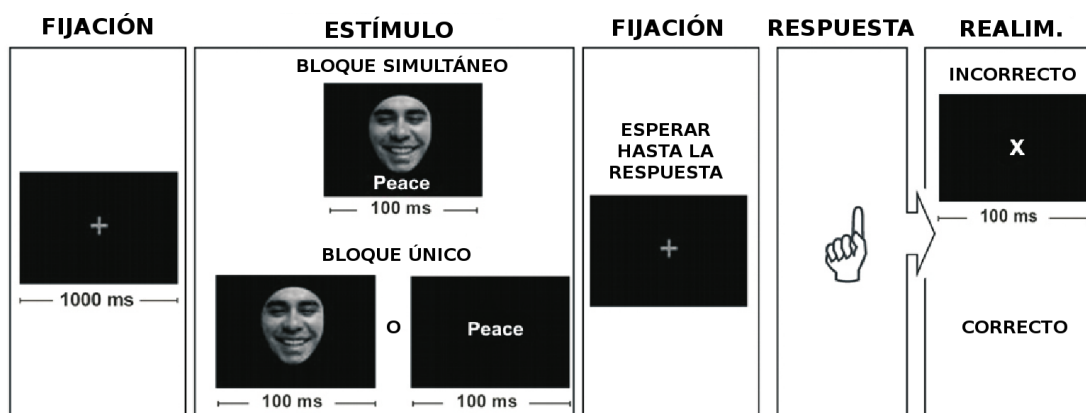 FIJACIÓN
+
1000 ms
ESTÍMULO
BLOQUE SIMULTÁNEO
Peace
100 ms
BLOQUE ÚNICO
O
Peace
100 ms
100 ms
FIJACIÓN
ESPERAR
HASTA LA
RESPUESTA
+
RESPUESTA
REALIM.
INCORRECTO
X
100 ms
CORRECTO